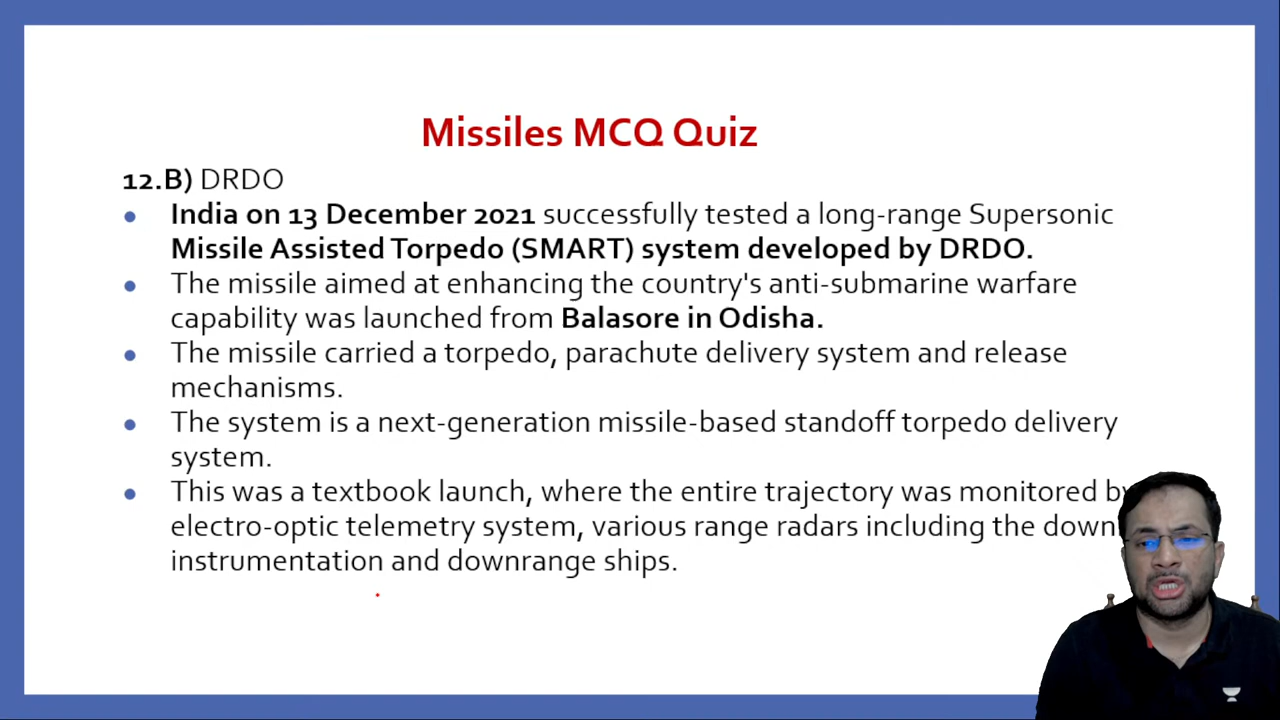 Missiles MCQ Quiz
12.B) DRDO
• India on 13 December 2021 successfully tested a long-range Supersonic
Missile Assisted Torpedo (SMART) system developed by DRDO.
• The missile aimed at enhancing the country's anti-submarine warfare
capability was launched from Balasore in Odisha.
• The missile carried a torpedo, parachute delivery system and release
mechanisms.
• The system is a next-generation missile-based standoff torpedo delivery
system.
• This was a textbook launch, where the entire trajectory was monitored by
electro-optic telemetry system, various range radars including the
instrumentation and downrange ships.